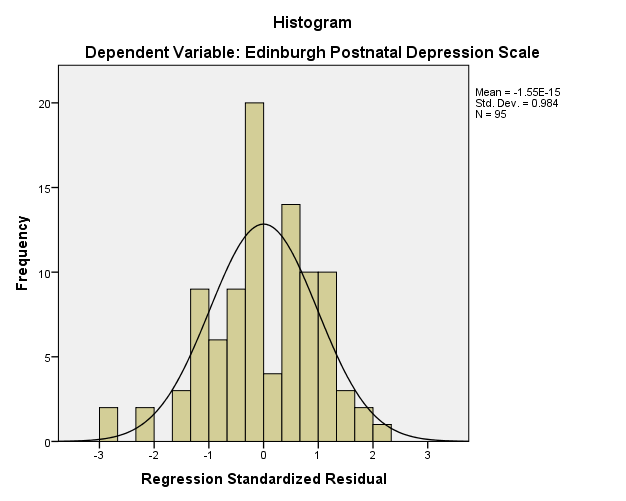 Histogram
Dependent Variable: Edinburgh Postnatal Depression Scale
Mean = -1.55E-15
Std. Dev. = 0.984
N = 95
Frequency
20
15
10
5
0
-3 -2 -1 0 1 2 3
Regression Standardized Residual